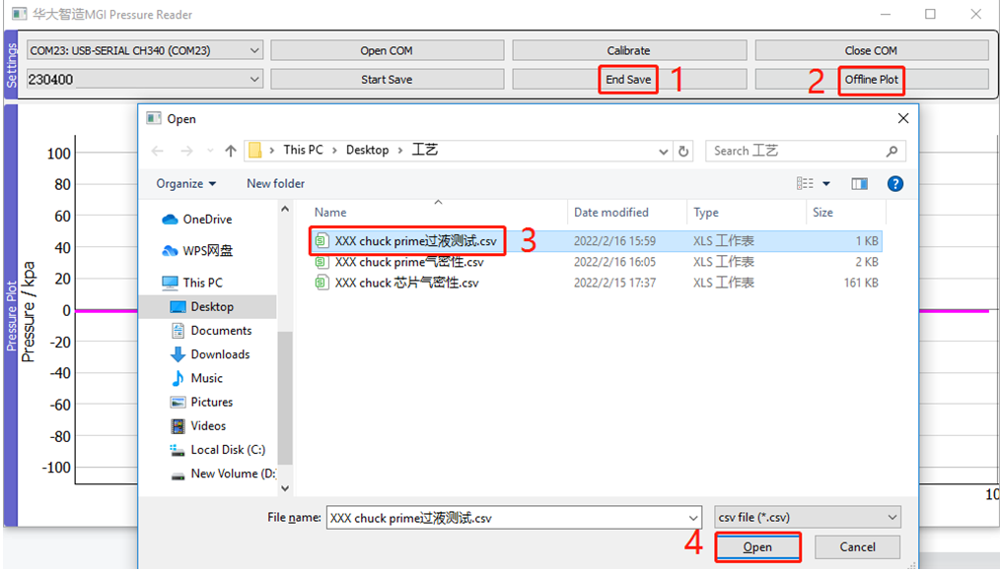 华大智造MGI Pressure Reader
Settings
COM23: USB-SERIAL CH340 (COM23)
Open COM
Calibrate
Close COM
230400
Start Save
End Save
1
2
Offline Plot
Pressure Plot
Pressure / kpa
100
80
60
40
20
0
-20
-40
-60
-80
-100
10
Open
This PC
Desktop
工艺
Search 工艺
Organize
New folder
OneDrive
WPS网盘
This PC
Desktop
Documents
Downloads
Music
Pictures
Videos
Local Disk (C:)
New Volume (D:
Name Date modified Type Size
XXX chuck prime过液测试.csv 3 2022/2/16 15:59 XLS 工作表 1 KB
XXX chuck prime气密性.csv 2022/2/16 16:05 XLS 工作表 2 KB
XXX chuck 芯片气密性.csv 2022/2/15 17:37 XLS 工作表 161 KB
File name: XXX chuck prime过液测试.csv
csv file (*.csv)
4
Open
Cancel